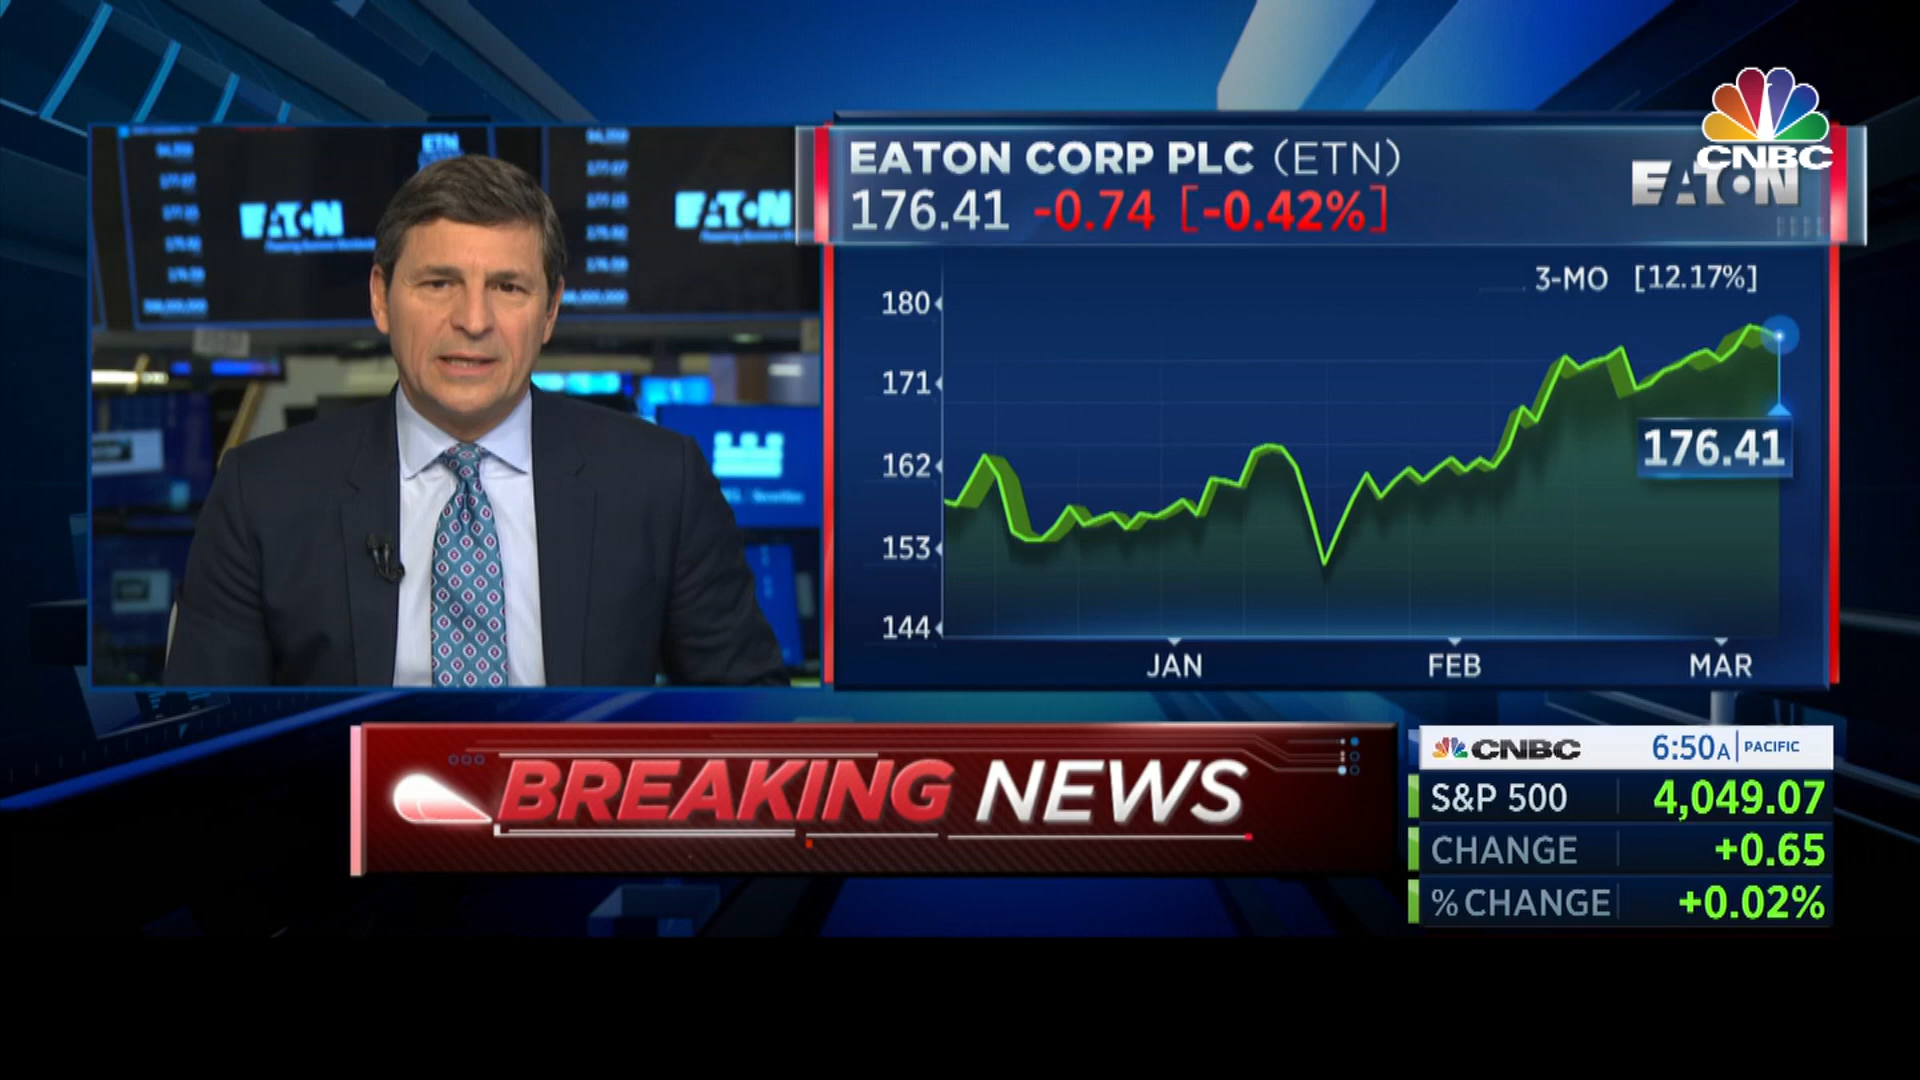 CNBC
EATON CORP PLC (ETN)
176.41 -0.74 [-0.42%]
EATON
3-MO [12.17%]
180
171
162
153
144
176.41
JAN FEB MAR
ETN
EATON
EATON
BREAKING NEWS
CNBC 6:50A PACIFIC
S&P 500 4,049.07
CHANGE +0.65
% CHANGE +0.02%